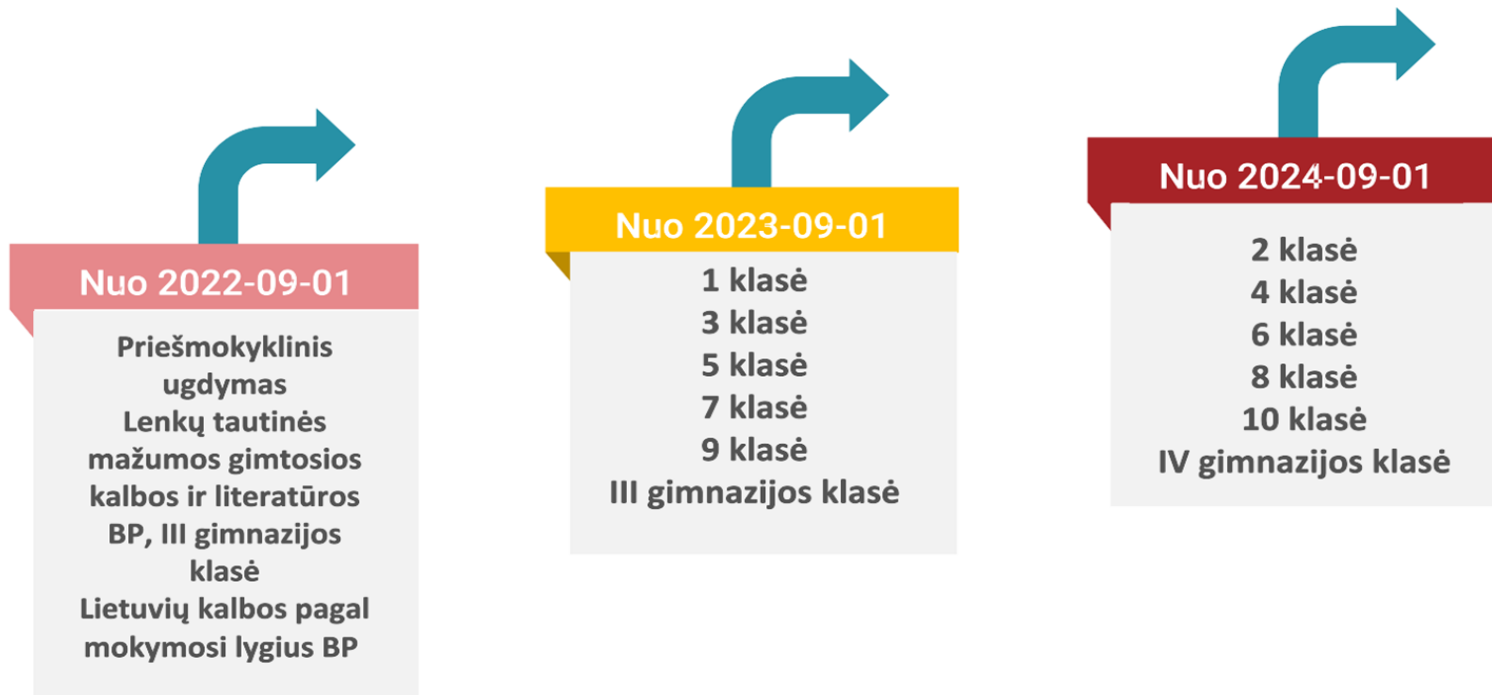 Nuo 2022-09-01
Priešmokyklinis
ugdymas
Lenkų tautinės
mažumos gimtosios
kalbos ir literatūros
BP, III gimnazijos
klasė
Lietuvių kalbos pagal
mokymosi lygius BP
Nuo 2023-09-01
1 klasė
3 klasė
5 klasė
7 klasė
9 klasė
III gimnazijos klasė
Nuo 2024-09-01
2 klasė
4 klasė
6 klasė
8 klasė
10 klasė
IV gimnazijos klasė